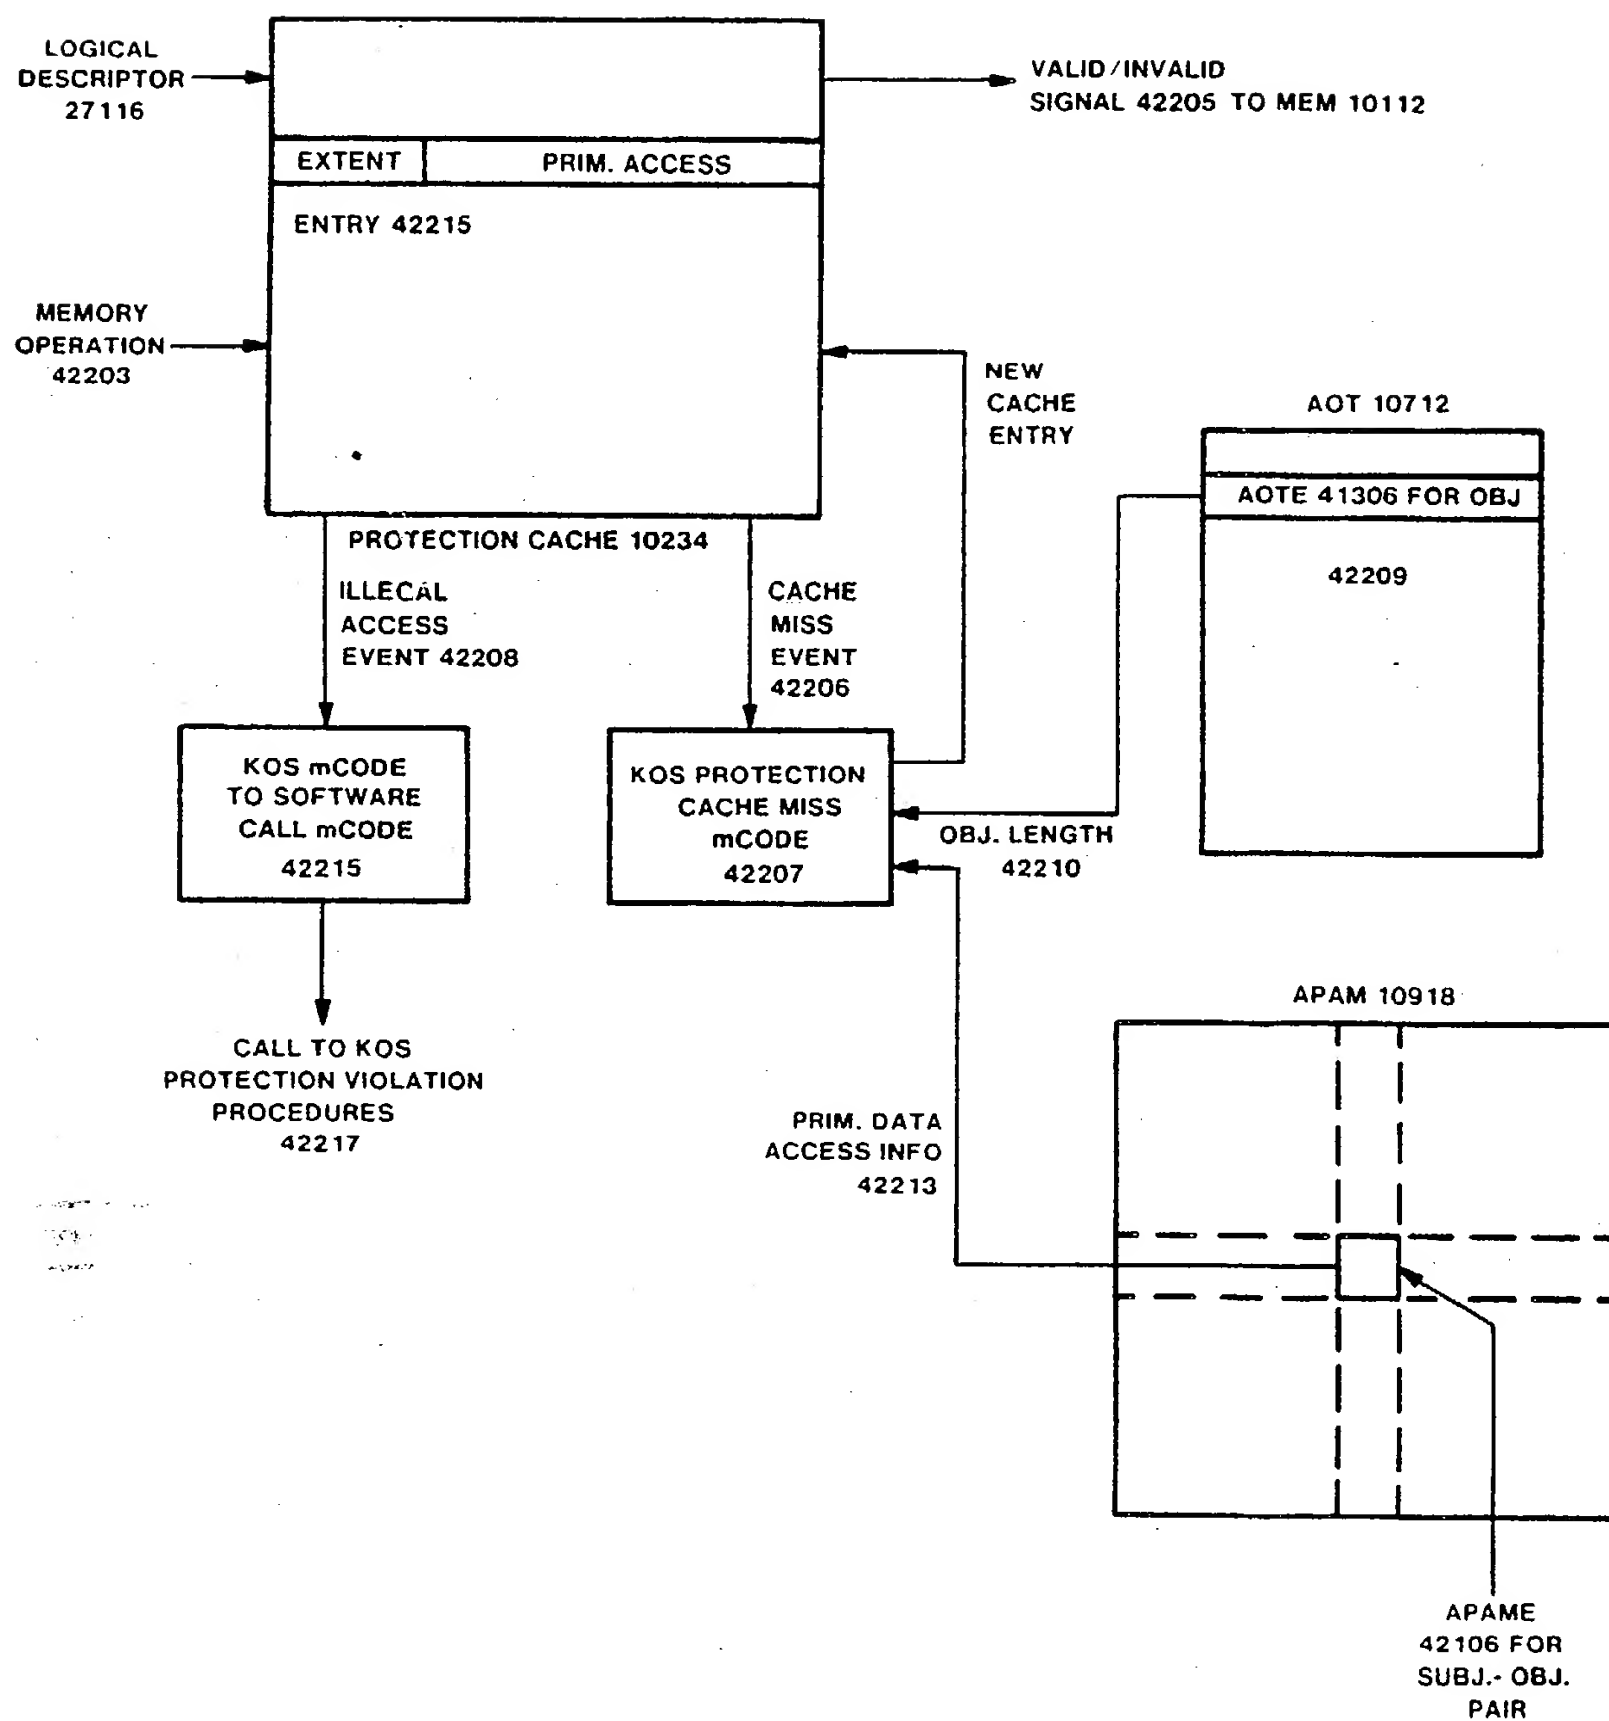 LOGICAL
DESCRIPTOR
27116
VALID/INVALID
SIGNAL 42205 TO MEM 10112
EXTENT
PRIM. ACCESS
ENTRY 42215
MEMORY
OPERATION
42203
NEW
CACHE
ENTRY
AOT 10712
AOTE 41306 FOR OBJ
42209
PROTECTION CACHE 10234
ILLECAL
ACCESS
EVENT 42208
CACHE
MISS
EVENT
42206
KOS mCODE
TO SOFTWARE
CALL mCODE
42215
KOS PROTECTION
CACHE MISS
mCODE
42207
OBJ. LENGTH
42210
CALL TO KOS
PROTECTION VIOLATION
PROCEDURES
42217
APAM 10918
PRIM. DATA
ACCESS INFO
42213
APAME
42106 FOR
SUBJ.- OBJ.
PAIR